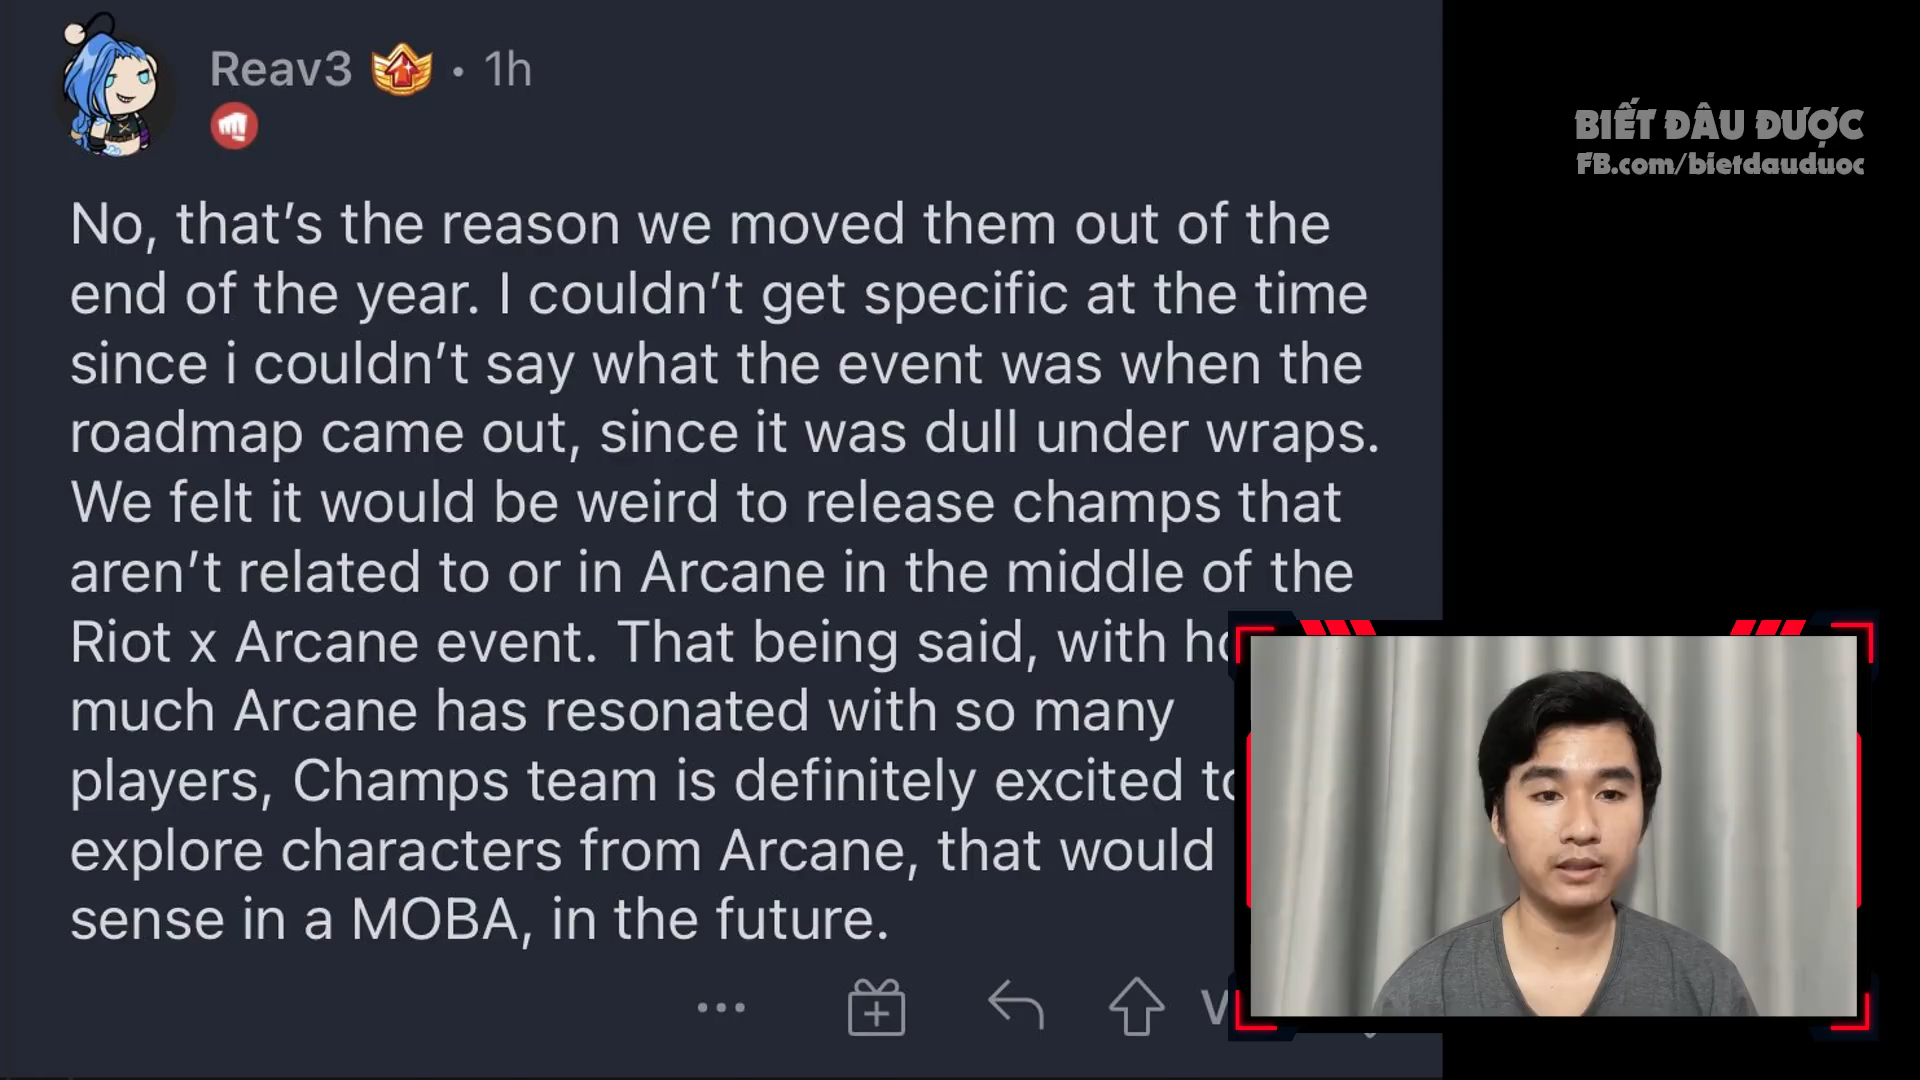 Reav3 • 1h
BIẾT ĐÂU ĐƯỢC
FB.com/bietdauduoc
No, that’s the reason we moved them out of the
end of the year. I couldn’t get specific at the time
since i couldn’t say what the event was when the
roadmap came out, since it was dull under wraps.
We felt it would be weird to release champs that
aren’t related to or in Arcane in the middle of the
Riot x Arcane event. That being said, with
much Arcane has resonated with so many
players, Champs team is definitely excited
explore characters from Arcane, that would
sense in a MOBA, in the future.